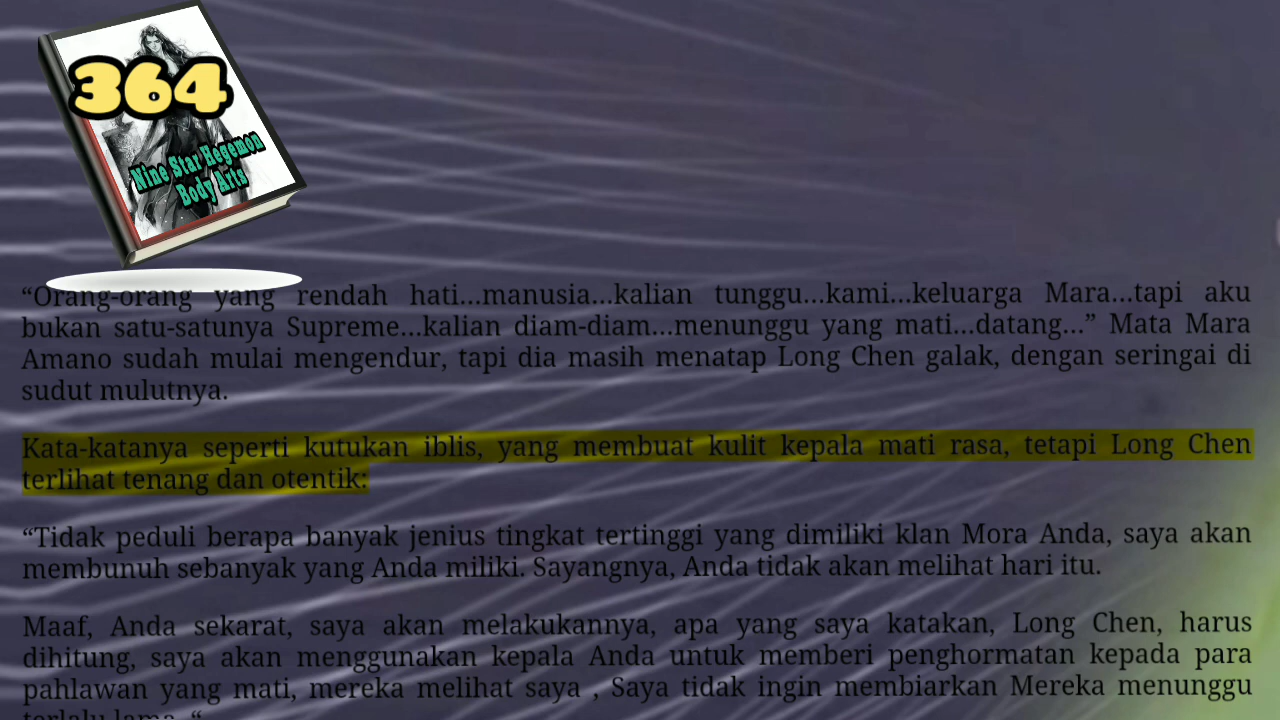 364
Nine Star Hegemon
Body Arts
“Orang-orang yang rendah hati...manusia...kalian tunggu...kami...keluarga Mara...tapi aku
bukan satu-satunya Supreme...kalian diam-diam...menunggu yang mati...datang...” Mata Mara
Amano sudah mulai mengendur, tapi dia masih menatap Long Chen galak, dengan seringai di
sudut mulutnya.
Kata-katanya seperti kutukan iblis, yang membuat kulit kepala mati rasa, tetapi Long Chen
terlihat tenang dan otentik:
“Tidak peduli berapa banyak jenius tingkat tertinggi yang dimiliki klan Mora Anda, saya akan
membunuh sebanyak yang Anda miliki. Sayangnya, Anda tidak akan melihat hari itu.
Maaf, Anda sekarat, saya akan melakukannya, apa yang saya katakan, Long Chen, harus
dihitung, saya akan menggunakan kepala Anda untuk memberi penghormatan kepada para
pahlawan yang mati, mereka melihat saya , Saya tidak ingin membiarkan Mereka menunggu
terlalu lama. “